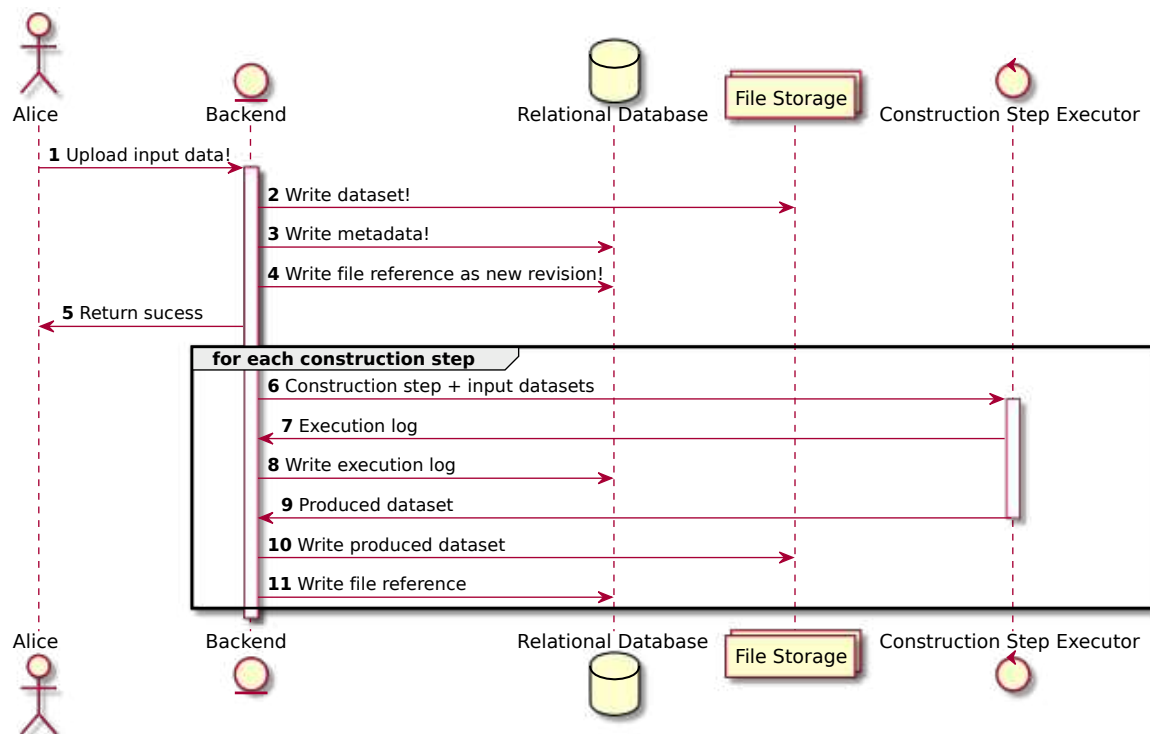 Alice
Backend
Relational Database
File Storage
Construction Step Executor
1 Upload input data!
2 Write dataset!
3 Write metadata!
4 Write file reference as new revision!
5 Return sucess
for each construction step
6 Construction step + input datasets
7 Execution log
8 Write execution log
9 Produced dataset
10 Write produced dataset
11 Write file reference
Alice
Backend
Relational Database
File Storage
Construction Step Executor